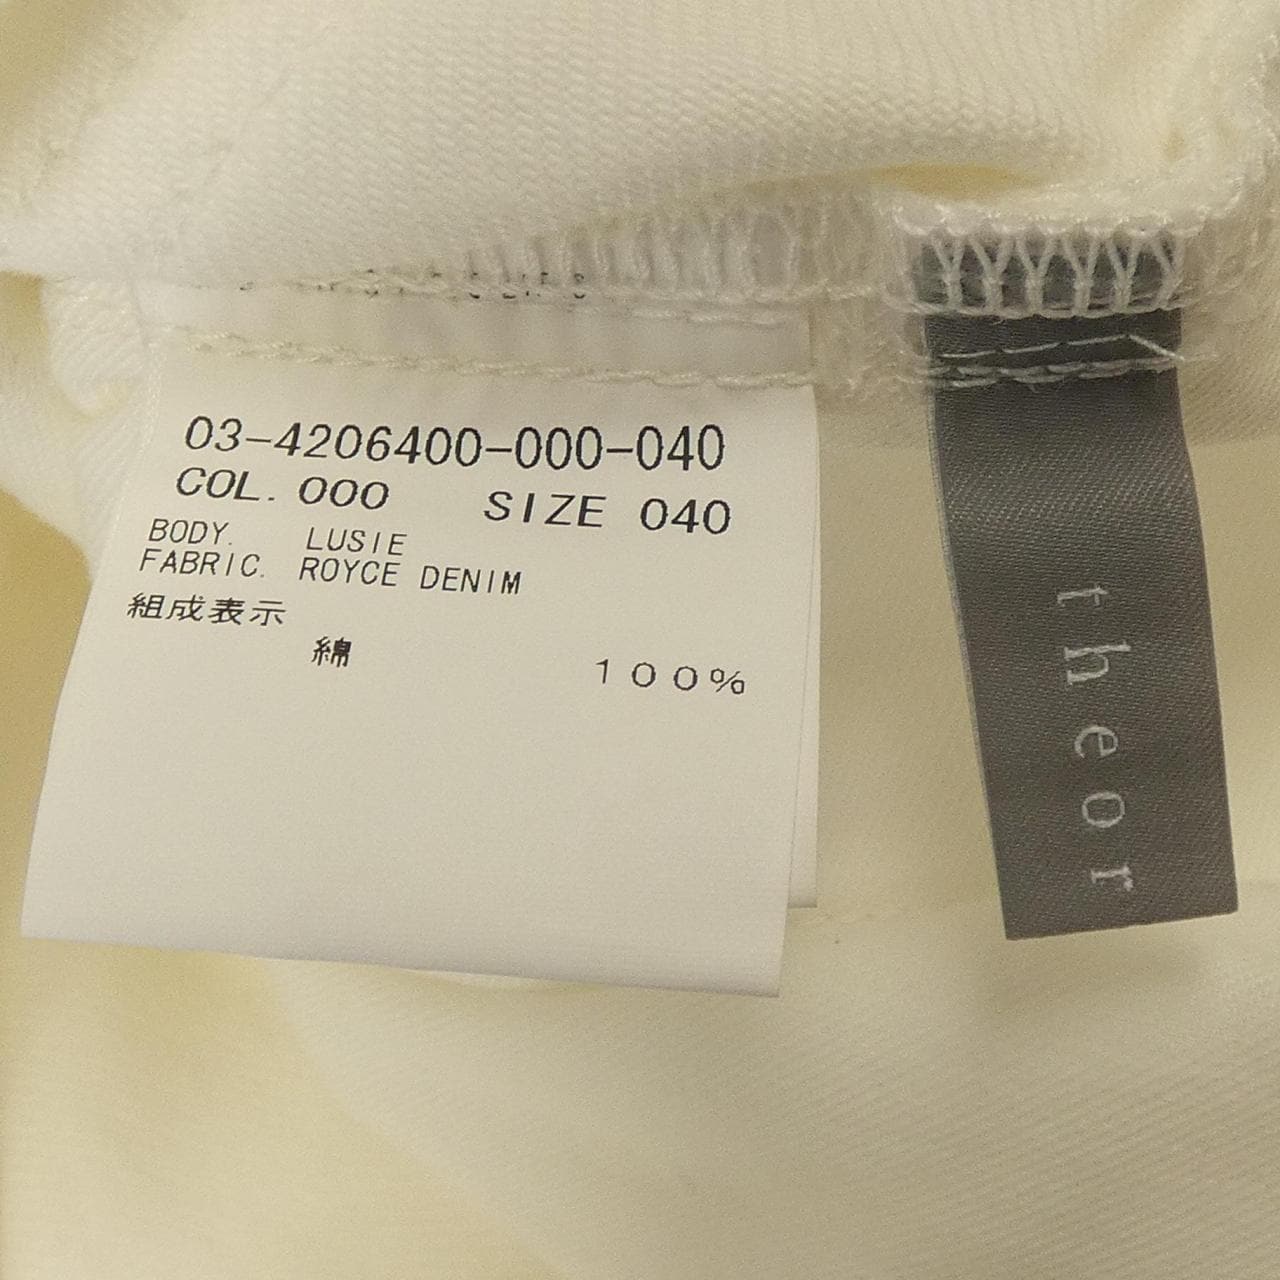 03-4206400-000-040
COL. 000 SIZE 040
BODY. LUSIE
FABRIC. ROYCE DENIM
組成表示
綿 100%
theor